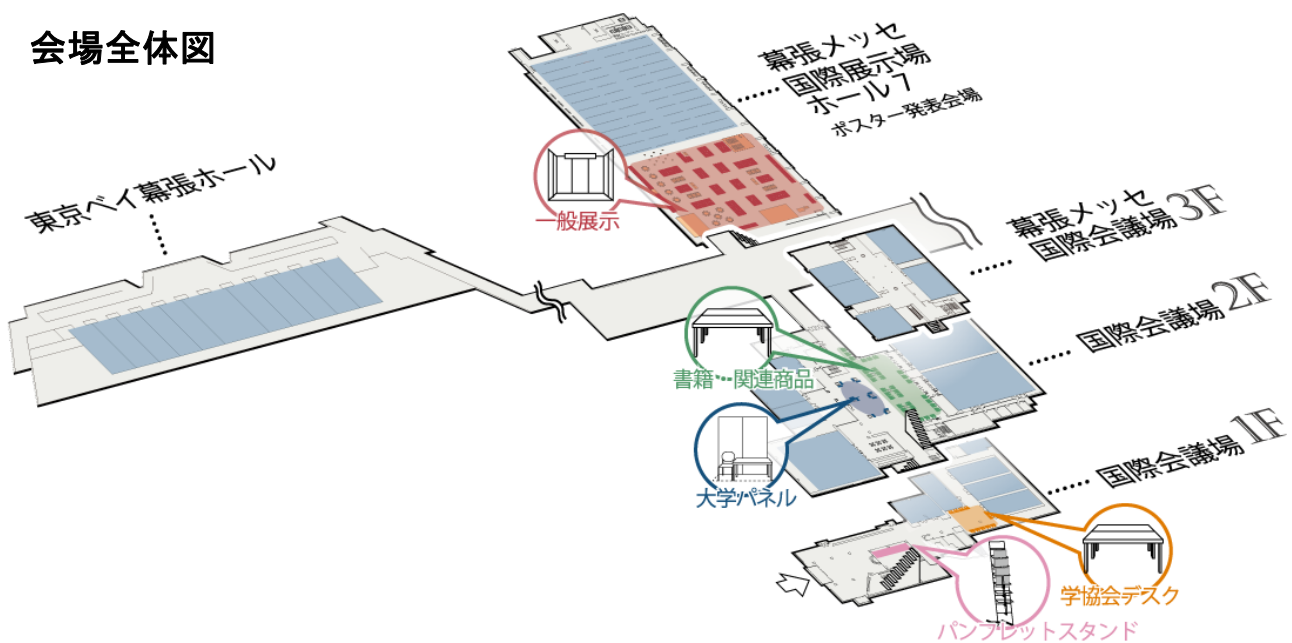 会場全体図
幕張メッセ
国際展示場
ホール7
ポスター発表会場
東京ベイ幕張ホール
一般展示
幕張メッセ
国際会議場3F
国際会議場2F
書籍・関連商品
大学パネル
国際会議場1F
学協会デスク
パンフレットスタンド